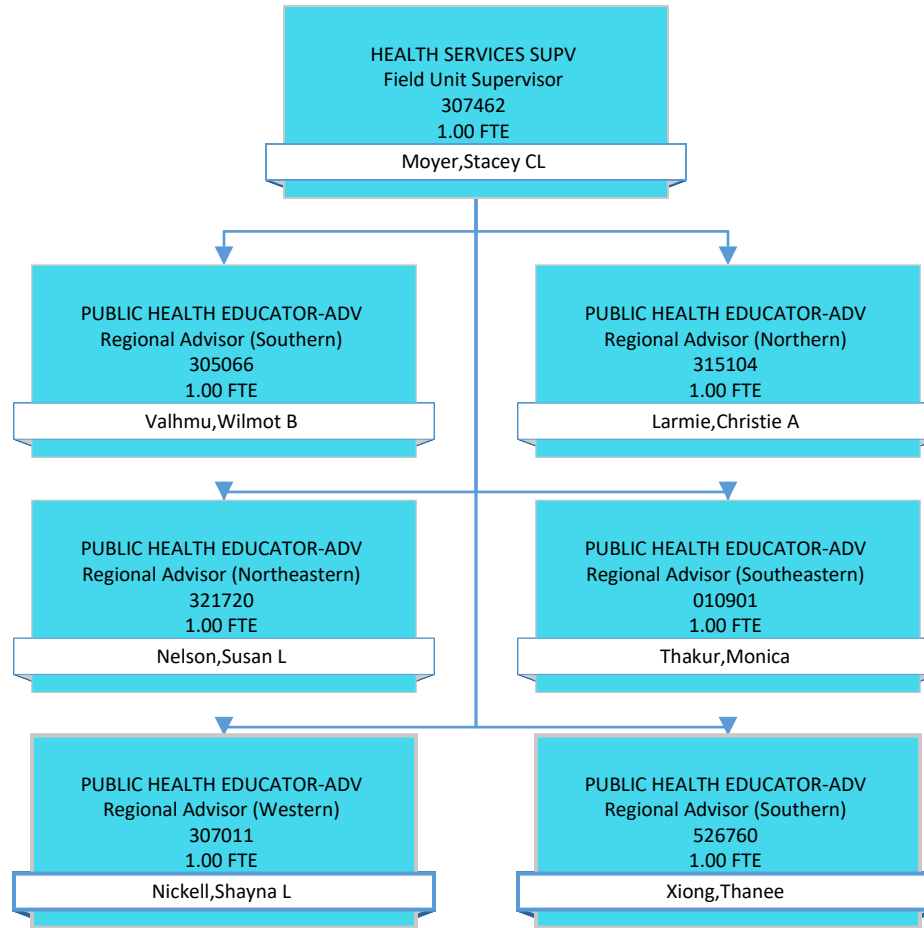 HEALTH SERVICES SUPV
Field Unit Supervisor
307462
1.00 FTE
Moyer,Stacey CL
PUBLIC HEALTH EDUCATOR-ADV
Regional Advisor (Southern)
305066
1.00 FTE
Valhmu,Wilmot B
PUBLIC HEALTH EDUCATOR-ADV
Regional Advisor (Northern)
315104
1.00 FTE
Larmie,Christie A
PUBLIC HEALTH EDUCATOR-ADV
Regional Advisor (Northeastern)
321720
1.00 FTE
Nelson,Susan L
PUBLIC HEALTH EDUCATOR-ADV
Regional Advisor (Southeastern)
010901
1.00 FTE
Thakur,Monica
PUBLIC HEALTH EDUCATOR-ADV
Regional Advisor (Western)
307011
1.00 FTE
Nickell,Shayna L
PUBLIC HEALTH EDUCATOR-ADV
Regional Advisor (Southern)
526760
1.00 FTE
Xiong,Thanee